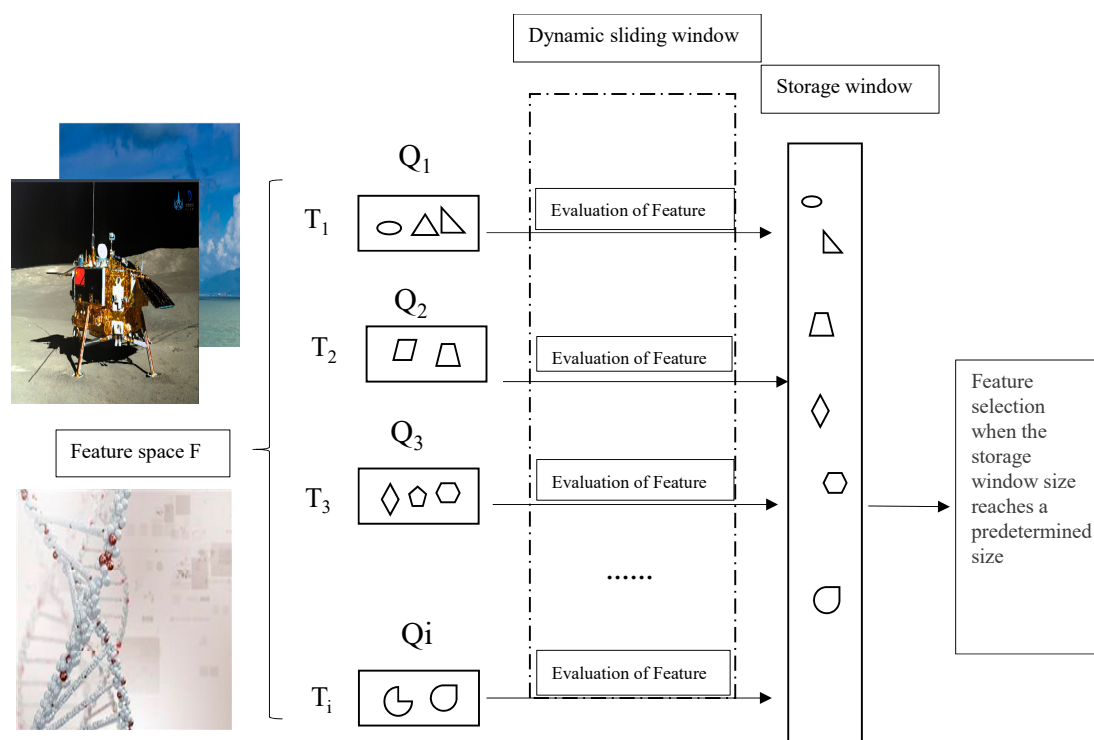 Dynamic sliding window
Storage window
Q₁
T₁
Evaluation of Feature
Q₂
T₂
Evaluation of Feature
Q₃
T₃
Evaluation of Feature
Feature space F
......
Qi
Tᵢ
Evaluation of Feature
Feature
selection
when the
storage
window size
reaches a
predetermined
size